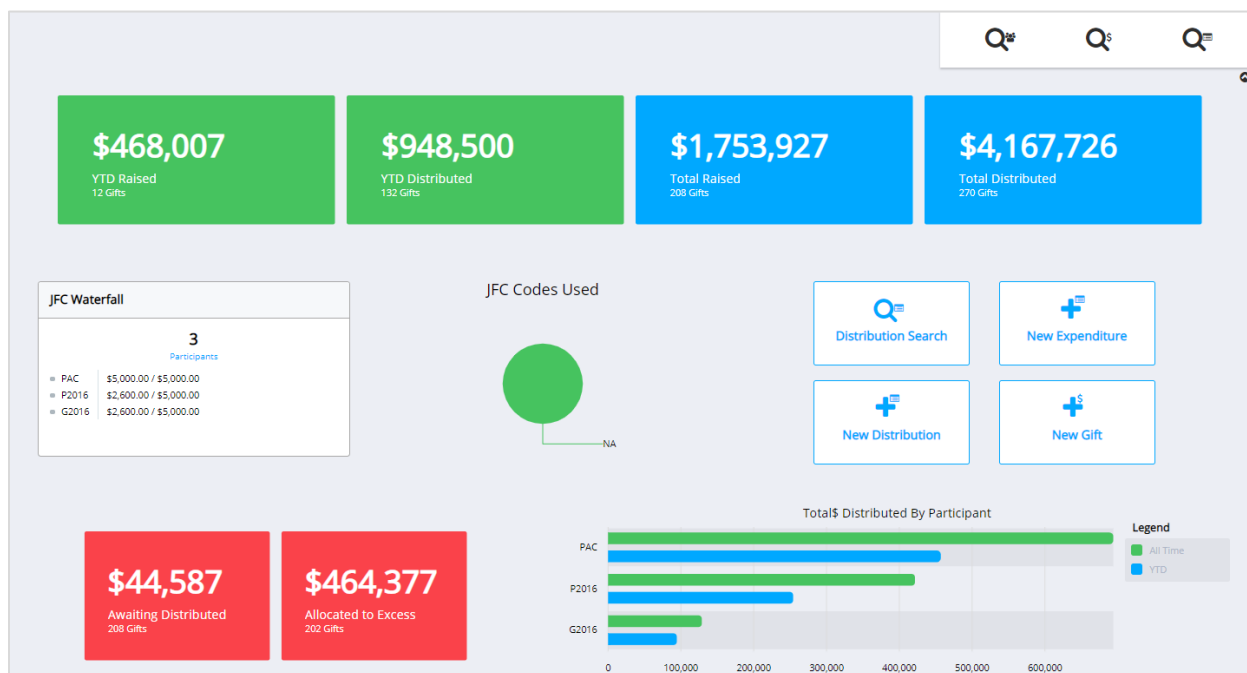 $468,007
YTD Raised
12 Gifts
$948,500
YTD Distributed
132 Gifts
$1,753,927
Total Raised
208 Gifts
$4,167,726
Total Distributed
270 Gifts
JFC Waterfall
3
Participants
PAC $5,000.00 / $5,000.00
P2016 $2,600.00 / $5,000.00
G2016 $2,600.00 / $5,000.00
JFC Codes Used
NA
Distribution Search
New Expenditure
New Distribution
New Gift
$44,587
Awaiting Distributed
208 Gifts
$464,377
Allocated to Excess
202 Gifts
Total$ Distributed By Participant
PAC
P2016
G2016
0 100,000 200,000 300,000 400,000 500,000 600,000
Legend
All Time
YTD